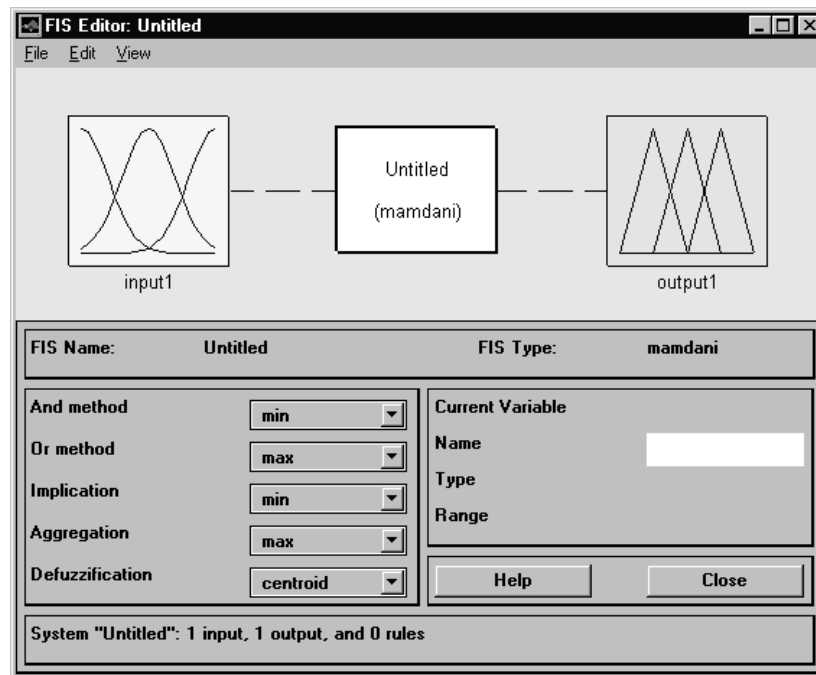 FIS Editor: Untitled
File Edit View
Untitled
(mamdani)
input1
output1
FIS Name: Untitled FIS Type: mamdani
And method min
Or method max
Implication min
Aggregation max
Defuzzification centroid
Current Variable
Name
Type
Range
Help Close
System "Untitled": 1 input, 1 output, and 0 rules